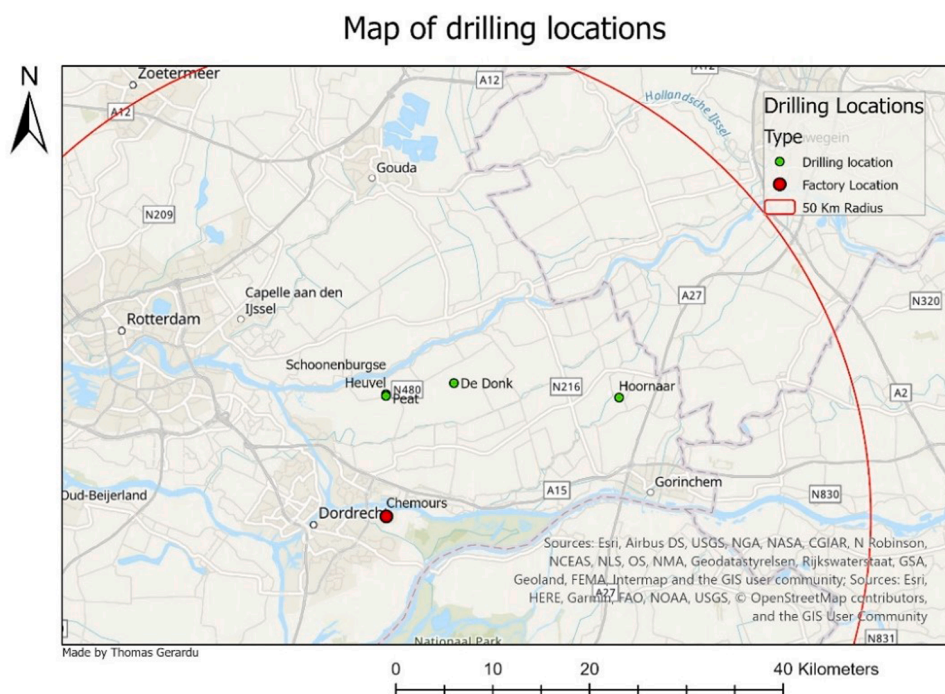 Map of drilling locations
N
Zoetermeer
A12
A12
A12
Hollandsche IJssel
Drilling Locations
Type
wegein
Drilling location
Factory Location
50 Km Radius
Gouda
N209
Capelle aan den
IJssel
A27
N320
Rotterdam
Schoonenburgse
Heuvel
N480
Peat
De Donk
N216
Hoornaar
A2
Oud-Beijerland
Dordrech
Chemours
A15
Gorinchem
N830
Sources: Esri, Airbus DS, USGS, NGA, NASA, CGIAR, N Robinson,
NCEAS, NLS, OS, NMA, Geodatastyrelsen, Rijkswaterstaat, GSA,
Geoland, FEMA, Intermap and the GIS user community; Sources: Esri,
HERE, Garmin, FAO, NOAA, USGS, © OpenStreetMap contributors,
and the GIS User Community
A27
Nationaal Park
N831
Made by Thomas Gerardu
0 10 20 40 Kilometers